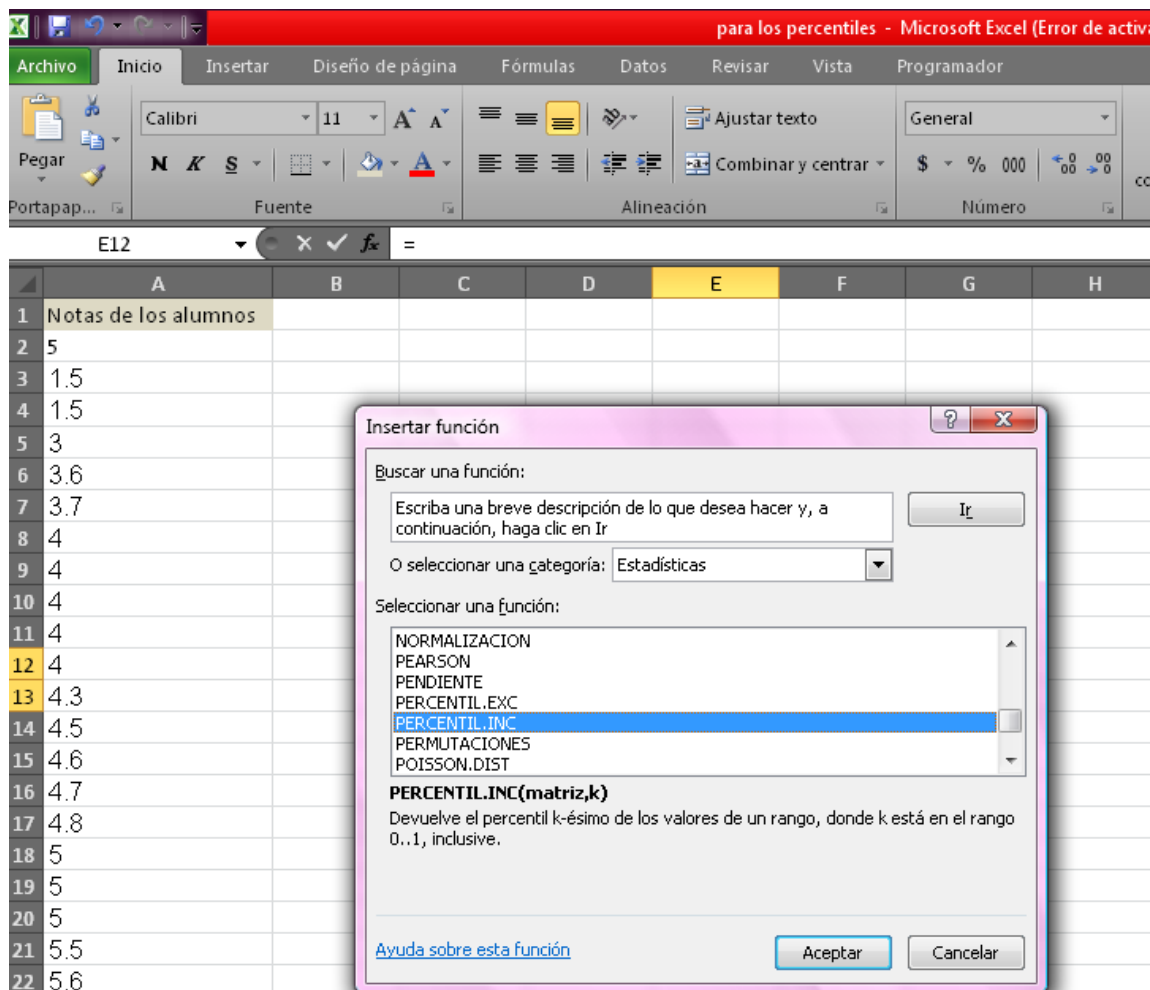 para los percentiles - Microsoft Excel (Error de activa
Archivo Inicio Insertar Diseño de página Fórmulas Datos Revisar Vista Programador
Calibri 11 A A Ajustar texto General
Pegar N K S A Combinar y centrar $ % 000
Portapap... Fuente Alineación Número
E12 fx =
A B C D E F G H
1 Notas de los alumnos
2 5
3 1.5
4 1.5
5 3
6 3.6
7 3.7
8 4
9 4
10 4
11 4
12 4
13 4.3
14 4.5
15 4.6
16 4.7
17 4.8
18 5
19 5
20 5
21 5.5
22 5.6
Insertar función
Buscar una función:
Escriba una breve descripción de lo que desea hacer y, a
continuación, haga clic en Ir
Ir
O seleccionar una categoría: Estadísticas
Seleccionar una función:
NORMALIZACION
PEARSON
PENDIENTE
PERCENTIL.EXC
PERCENTIL.INC
PERMUTACIONES
POISSON.DIST
PERCENTIL.INC(matriz,k)
Devuelve el percentil k-ésimo de los valores de un rango, donde k está en el rango
0..1, inclusive.
Ayuda sobre esta función
Aceptar
Cancelar